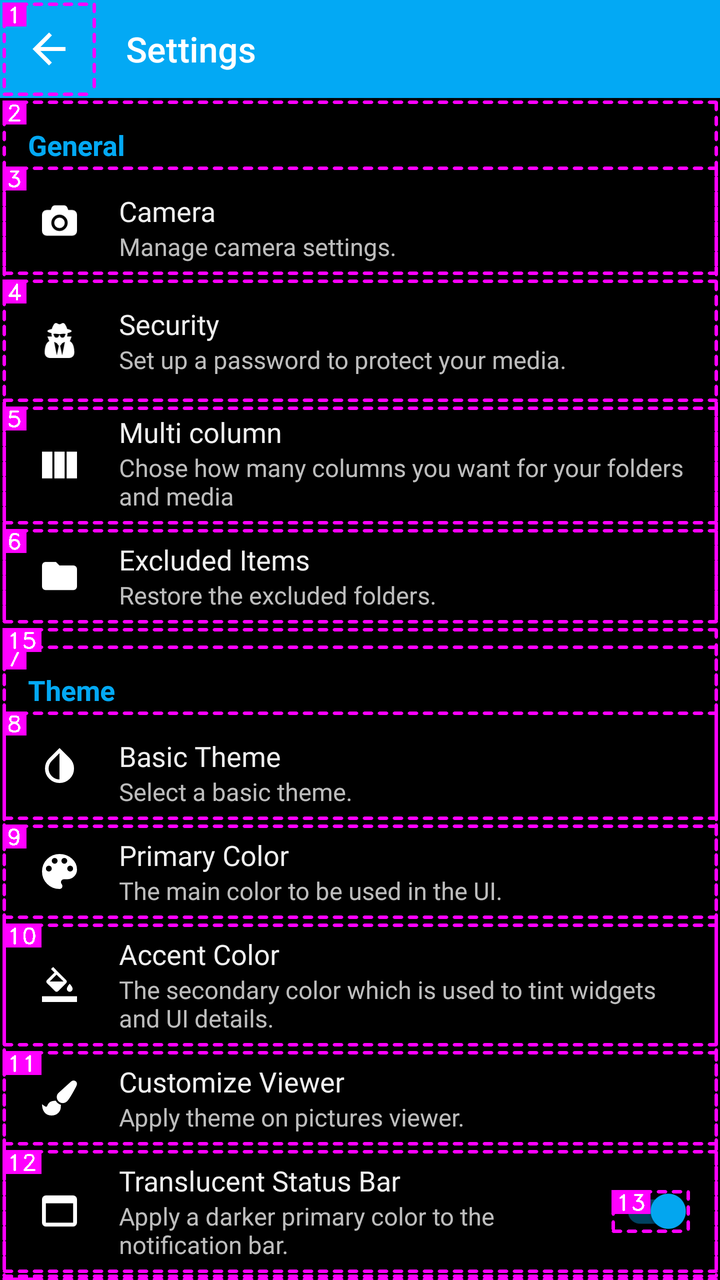 1
Settings
2
General
3
Camera
Manage camera settings.
4
Security
Set up a password to protect your media.
5
Multi column
Chose how many columns you want for your folders
and media
6
Excluded Items
Restore the excluded folders.
15
7
Theme
8
Basic Theme
Select a basic theme.
9
Primary Color
The main color to be used in the UI.
10
Accent Color
The secondary color which is used to tint widgets
and UI details.
11
Customize Viewer
Apply theme on pictures viewer.
12
Translucent Status Bar
13
Apply a darker primary color to the
notification bar.